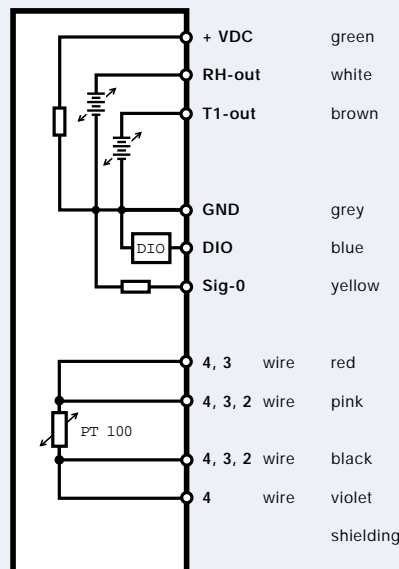 + VDC green
RH-out white
T1-out brown
GND grey
DIO DIO blue
Sig-0 yellow
4, 3 wire red
4, 3, 2 wire pink
PT 100
4, 3, 2 wire black
4 wire violet
shielding